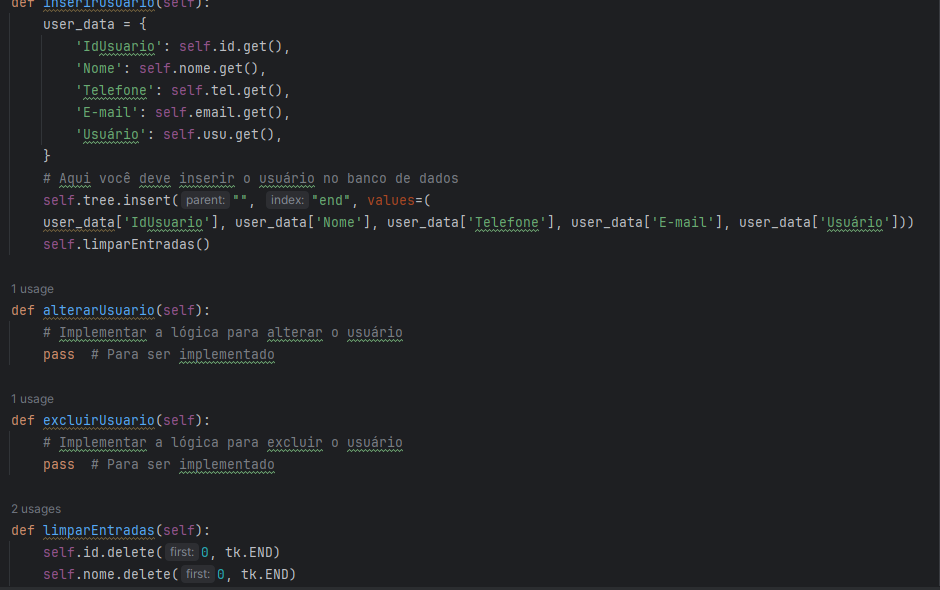 def inserirUsuario(self):
    user_data = {
        'IdUsuario': self.id.get(),
        'Nome': self.nome.get(),
        'Telefone': self.tel.get(),
        'E-mail': self.email.get(),
        'Usuário': self.usu.get(),
    }
    # Aqui você deve inserir o usuário no banco de dados
    self.tree.insert( parent: "", index: "end", values=(
    user_data['IdUsuario'], user_data['Nome'], user_data['Telefone'], user_data['E-mail'], user_data['Usuário']))
    self.limparEntradas()
1 usage
def alterarUsuario(self):
    # Implementar a lógica para alterar o usuário
    pass  # Para ser implementado
1 usage
def excluirUsuario(self):
    # Implementar a lógica para excluir o usuário
    pass  # Para ser implementado
2 usages
def limparEntradas(self):
    self.id.delete( first: 0, tk.END)
    self.nome.delete( first: 0, tk.END)